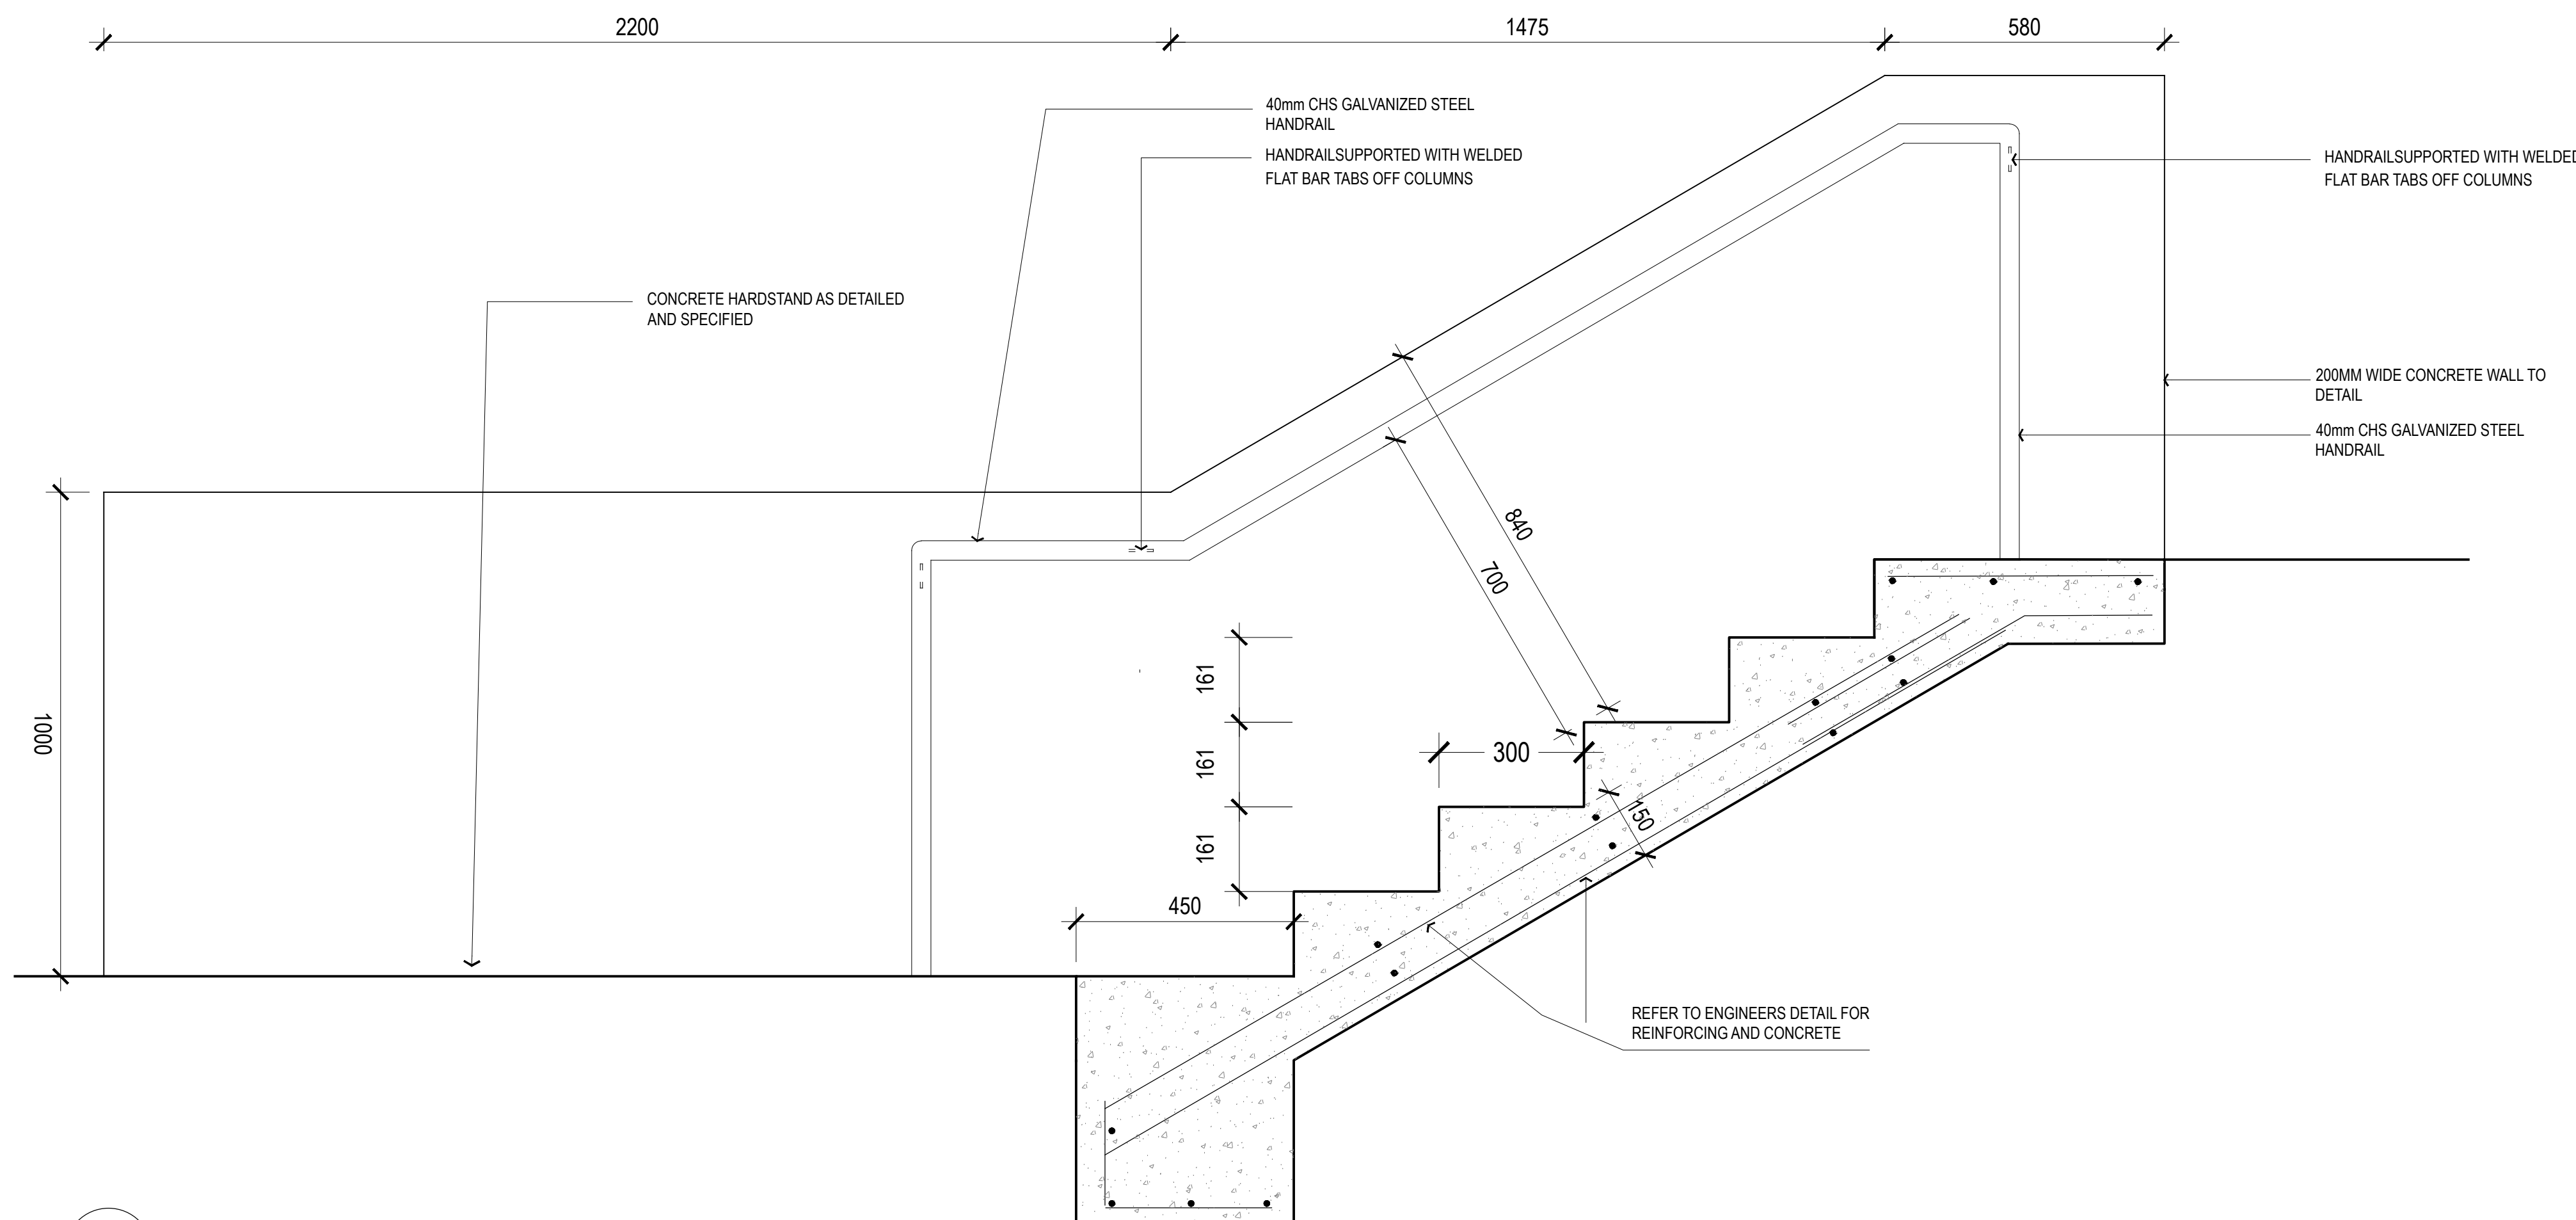 2200
1475
580
40mm CHS GALVANIZED STEEL
HANDRAIL
HANDRAILSUPPORTED WITH WELDED
FLAT BAR TABS OFF COLUMNS
HANDRAILSUPPORTED WITH WELDED
FLAT BAR TABS OFF COLUMNS
CONCRETE HARDSTAND AS DETAILED
AND SPECIFIED
200MM WIDE CONCRETE WALL TO
DETAIL
40mm CHS GALVANIZED STEEL
HANDRAIL
840
700
161
1000
161
300
150
161
450
REFER TO ENGINEERS DETAIL FOR
REINFORCING AND CONCRETE